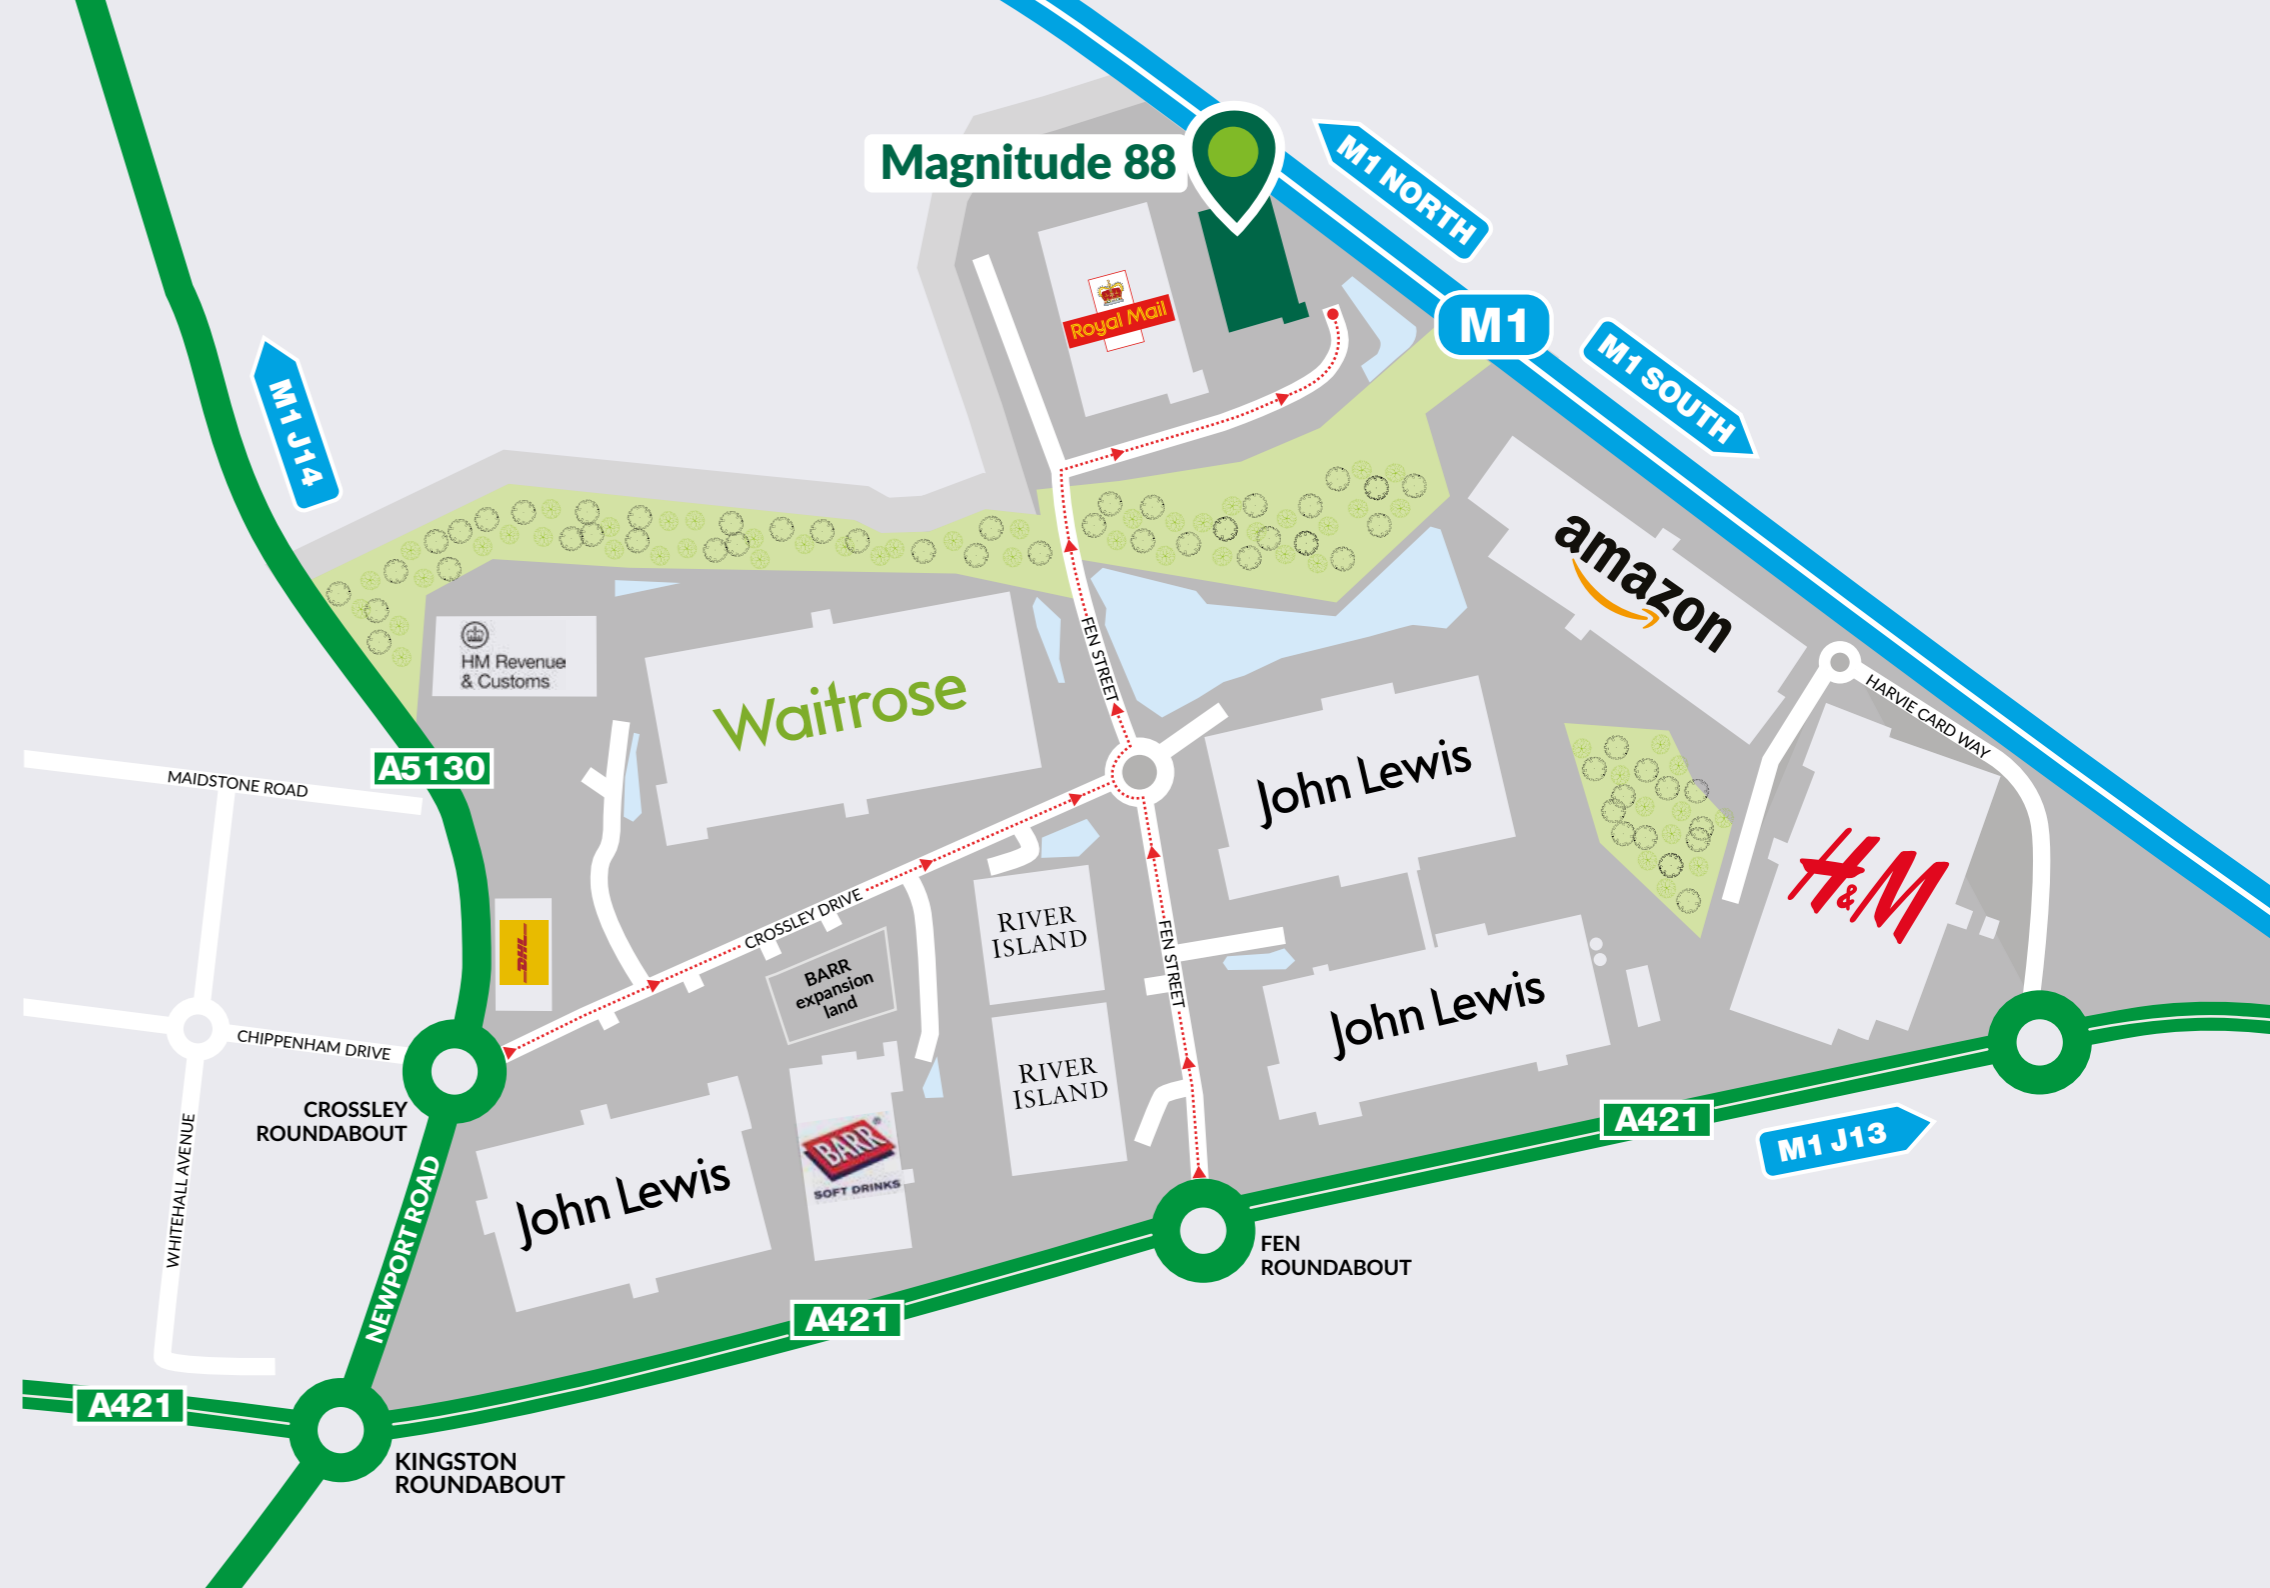 Magnitude 88
M1 NORTH
Royal Mail
M1
M1 SOUTH
M1 J14
amazon
HM Revenue
& Customs
FEN STREET
Waitrose
HARVIE CARD WAY
A5130
MAIDSTONE ROAD
John Lewis
H&M
CROSSLEY DRIVE
RIVER
ISLAND
DHL
BARR
expansion
land
FEN STREET
John Lewis
CHIPPENHAM DRIVE
RIVER
ISLAND
CROSSLEY
ROUNDABOUT
A421
M1 J13
BARR
SOFT DRINKS
John Lewis
WHITEHALL AVENUE
NEWPORT ROAD
FEN
ROUNDABOUT
A421
A421
KINGSTON
ROUNDABOUT